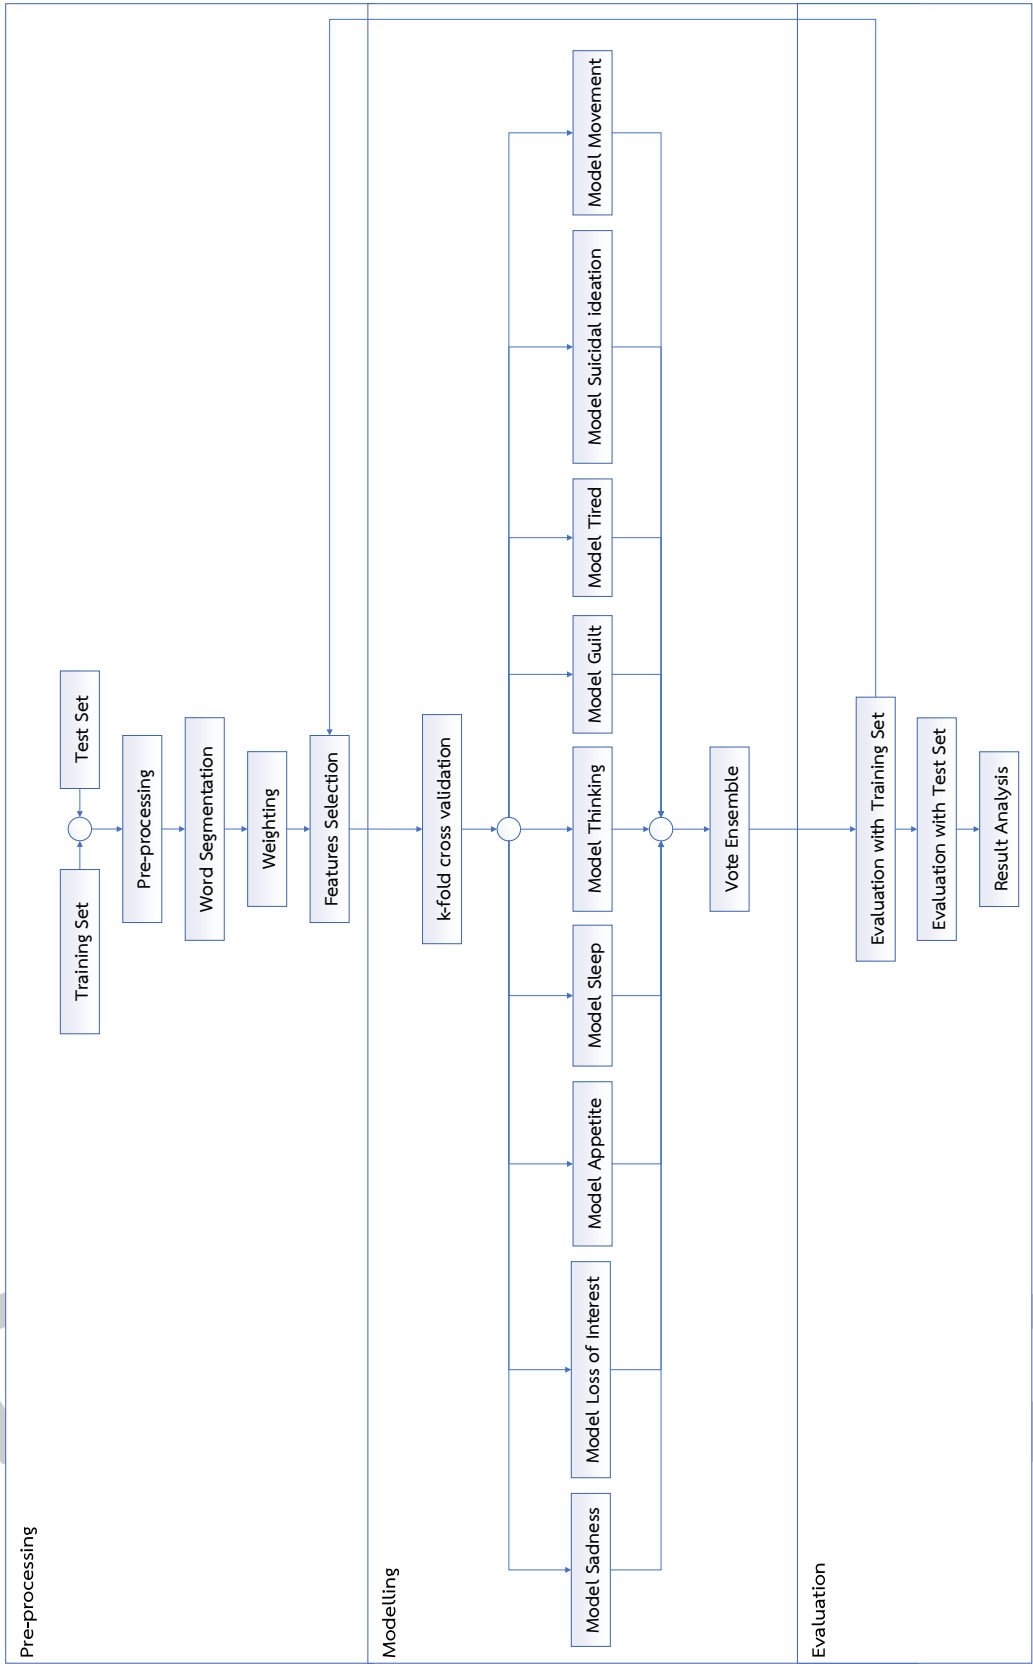 Pre-processing
Training Set
Test Set
Pre-processing
Word Segmentation
Weighting
Features Selection
Modelling
k-fold cross validation
Model Sadness
Model Loss of Interest
Model Appetite
Model Sleep
Model Thinking
Model Guilt
Model Tired
Model Suicidal ideation
Model Movement
Vote Ensemble
Evaluation
Evaluation with Training Set
Evaluation with Test Set
Result Analysis